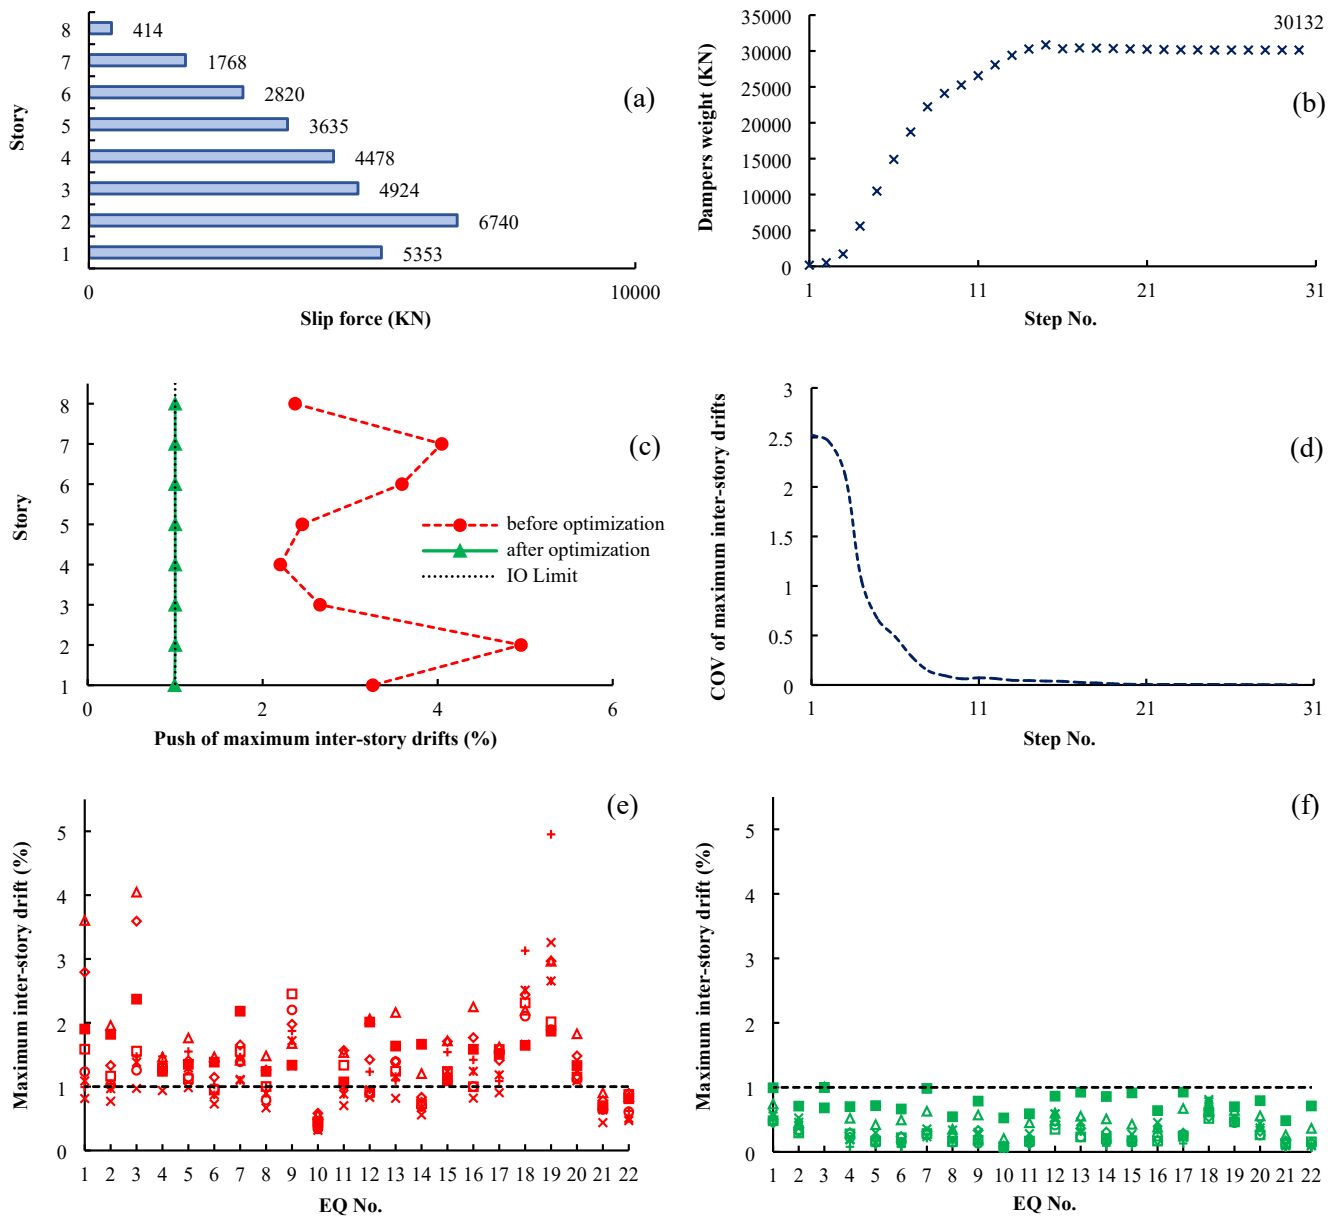 (a)
Story
8
7
6
5
4
3
2
1
414
1768
2820
3635
4478
4924
6740
5353
0
10000
Slip force (KN)
(b)
Dampers weight (KN)
35000
30000
25000
20000
15000
10000
5000
0
30132
1
11
21
31
Step No.
(c)
Story
8
7
6
5
4
3
2
1
before optimization
after optimization
IO Limit
0
2
4
6
Push of maximum inter-story drifts (%)
(d)
COV of maximum inter-story drifts
3
2.5
2
1.5
1
0.5
0
1
11
21
31
Step No.
(e)
Maximum inter-story drift (%)
5
4
3
2
1
0
1 2 3 4 5 6 7 8 9 10 11 12 13 14 15 16 17 18 19 20 21 22
EQ No.
(f)
Maximum inter-story drift (%)
5
4
3
2
1
0
1 2 3 4 5 6 7 8 9 10 11 12 13 14 15 16 17 18 19 20 21 22
EQ No.